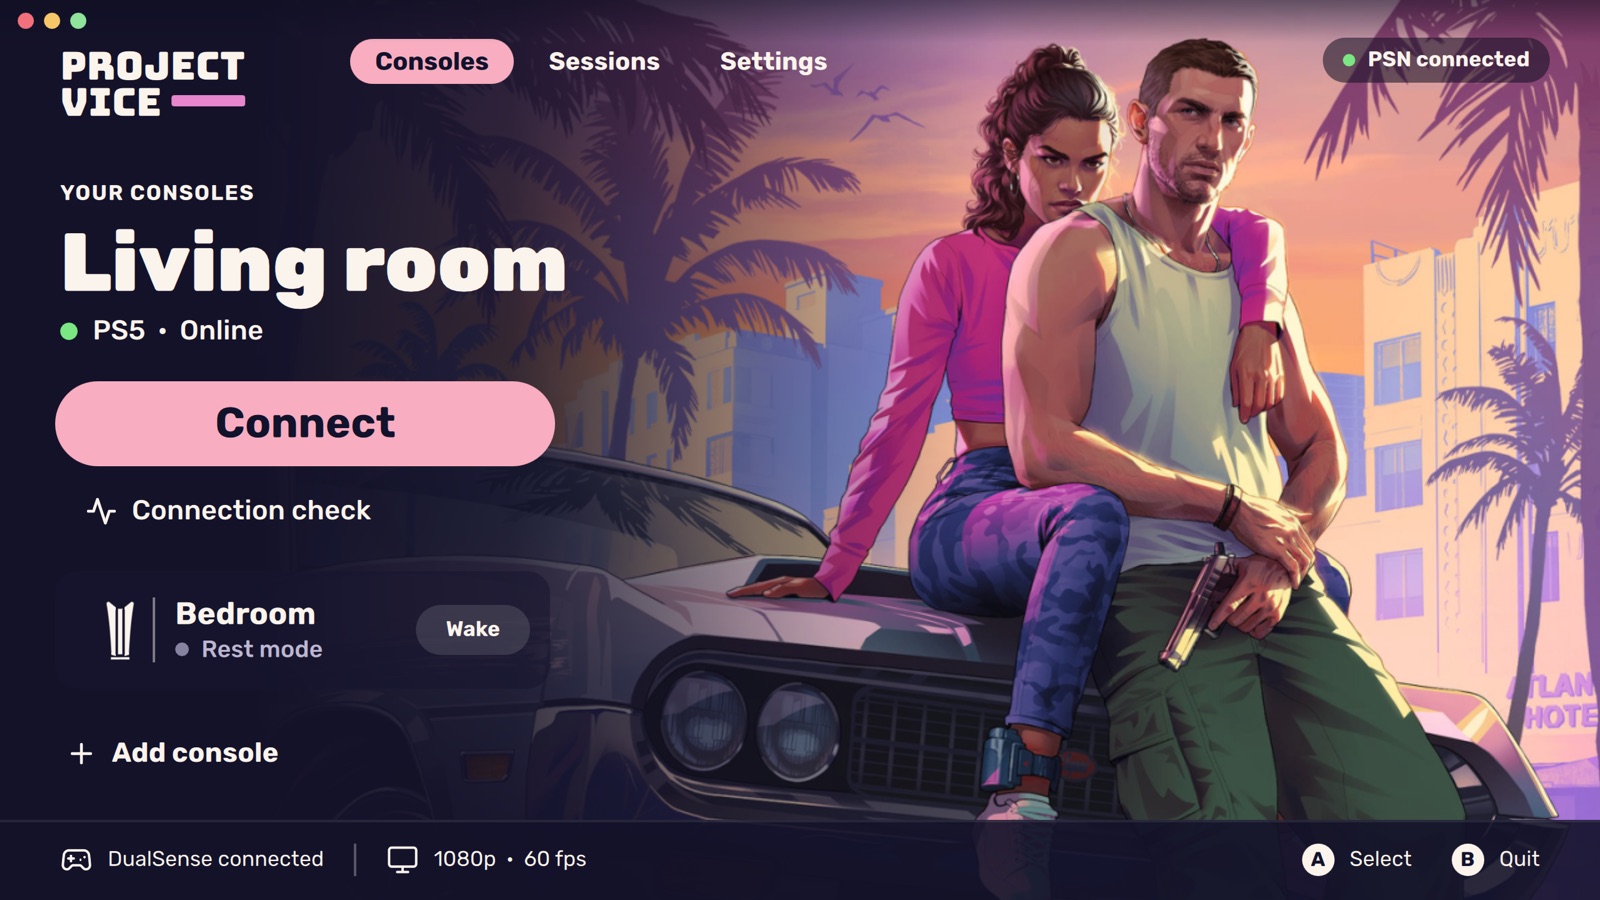 PROJECT
VICE
Consoles
Sessions
Settings
PSN connected
YOUR CONSOLES
Living room
PS5 • Online
Connect
Connection check
Bedroom
Rest mode
Wake
Add console
HOTE
DualSense connected
1080p • 60 fps
A Select
B Quit